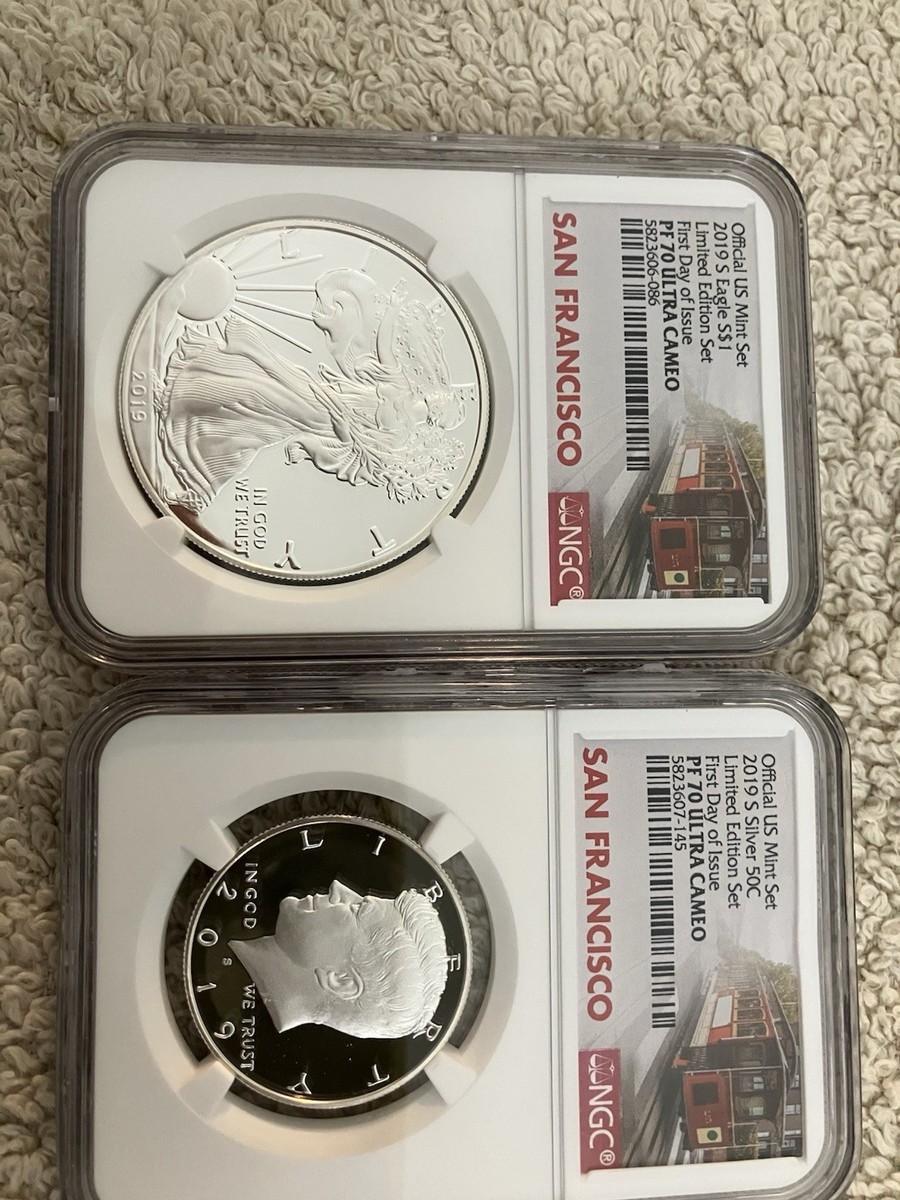 Official US Mint Set
2019 S Eagle S$1
Limited Edition Set
First Day of Issue
PF 70 ULTRA CAMEO
5823606-086
SAN FRANCISCO
NGC®
LIBERTY
IN GOD
WE TRUST
2019
Official US Mint Set
2019 S Silver 50C
Limited Edition Set
First Day of Issue
PF 70 ULTRA CAMEO
5823607-145
SAN FRANCISCO
NGC®
LIBERTY
IN GOD WE TRUST
S
2019